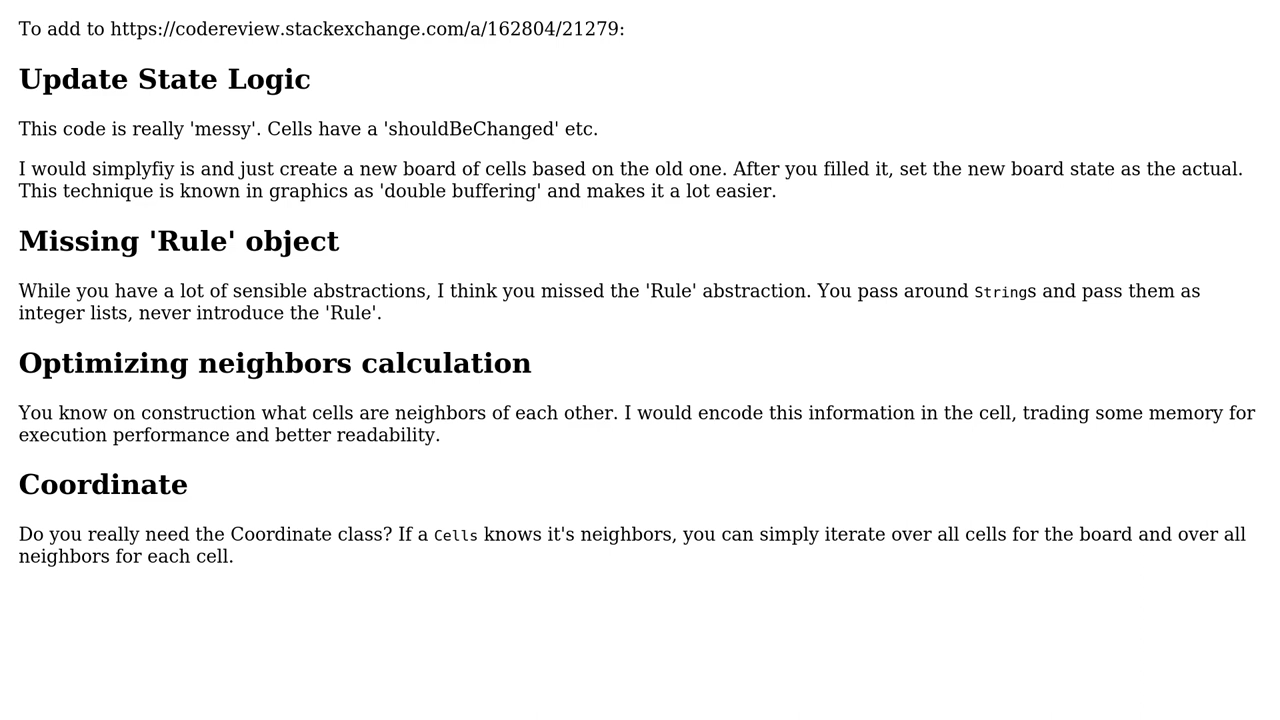 To add to https://codereview.stackexchange.com/a/162804/21279:
Update State Logic
This code is really 'messy'. Cells have a 'shouldBeChanged' etc.
I would simplyfiy is and just create a new board of cells based on the old one. After you filled it, set the new board state as the actual.
This technique is known in graphics as 'double buffering' and makes it a lot easier.
Missing 'Rule' object
While you have a lot of sensible abstractions, I think you missed the 'Rule' abstraction. You pass around Strings and pass them as
integer lists, never introduce the 'Rule'.
Optimizing neighbors calculation
You know on construction what cells are neighbors of each other. I would encode this information in the cell, trading some memory for
execution performance and better readability.
Coordinate
Do you really need the Coordinate class? If a Cells knows it's neighbors, you can simply iterate over all cells for the board and over all
neighbors for each cell.